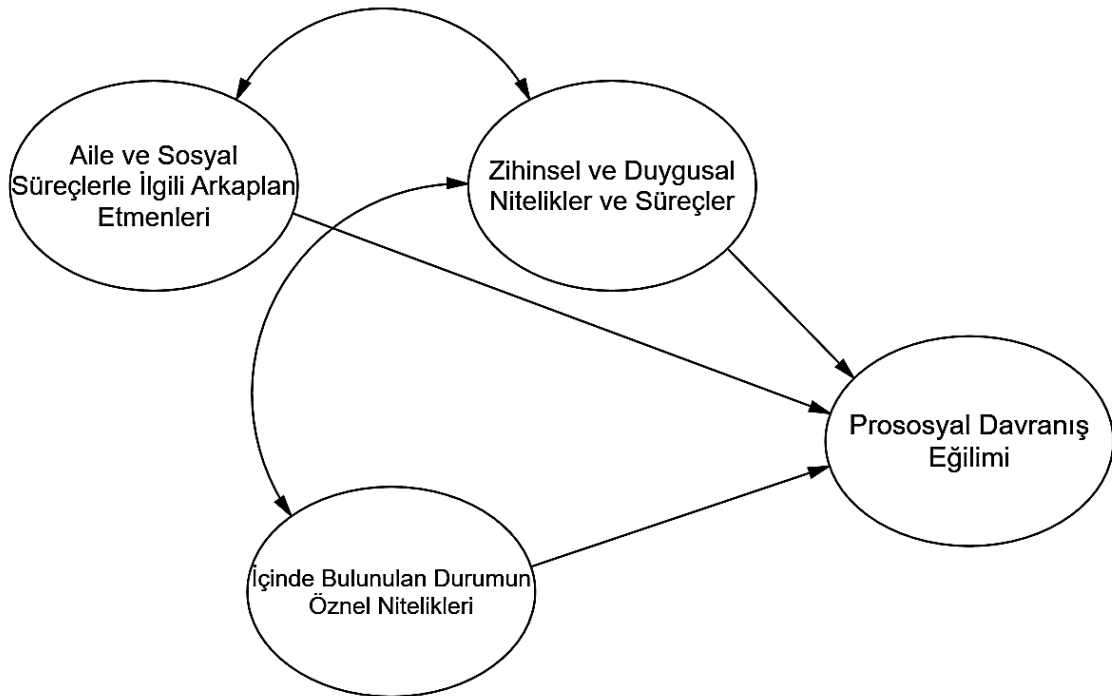 Aile ve Sosyal
Süreçlerle İlgili Arkaplan
Etmenleri
Zihinsel ve Duygusal
Nitelikler ve Süreçler
Prososyal Davranış
Eğilimi
İçinde Bulunulan Durumun
Öznel Nitelikleri